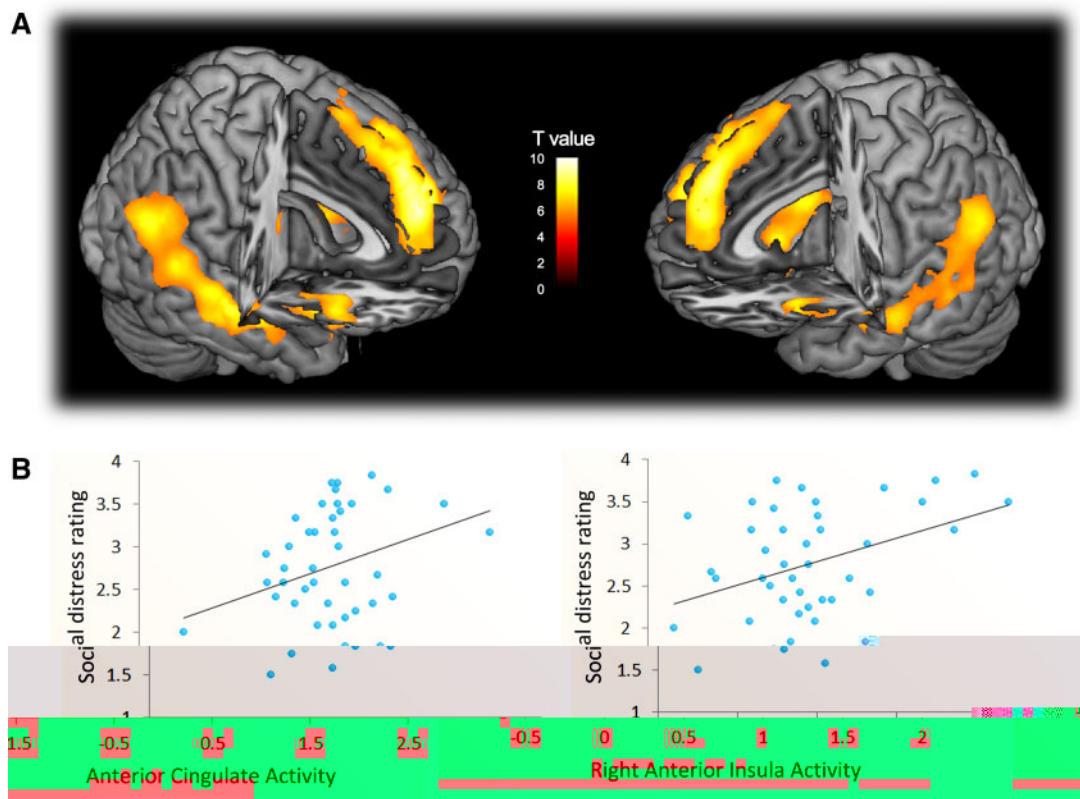 A
T value
10
8
6
4
2
0
B
Social distress rating
4
3.5
3
2.5
2
1.5
1
1.5 -0.5 0.5 1.5 2.5
Anterior Cingulate Activity
Social distress rating
4
3.5
3
2.5
2
1.5
1
-0.5 0 0.5 1 1.5 2
Right Anterior Insula Activity